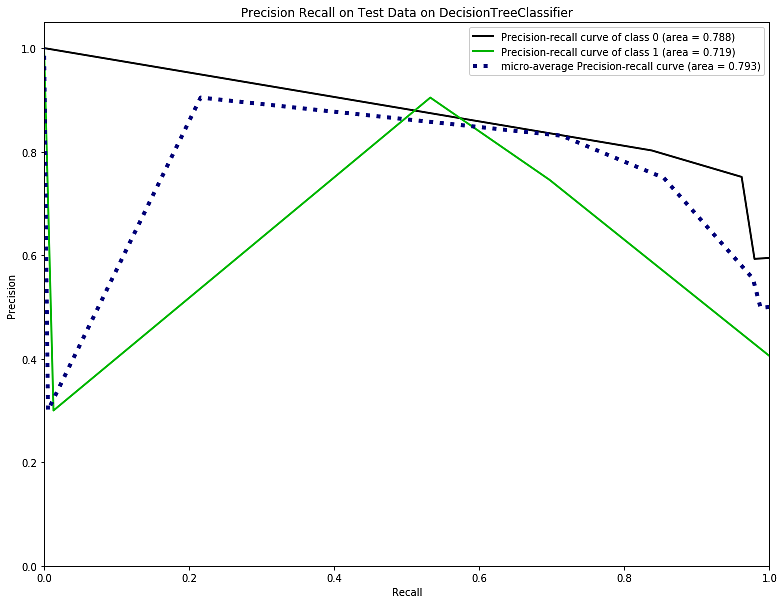 Precision Recall on Test Data on DecisionTreeClassifier
Precision-recall curve of class 0 (area = 0.788)
Precision-recall curve of class 1 (area = 0.719)
micro-average Precision-recall curve (area = 0.793)
1.0
0.8
0.6
0.4
0.2
0.0
Precision
0.0 0.2 0.4 0.6 0.8 1.0
Recall